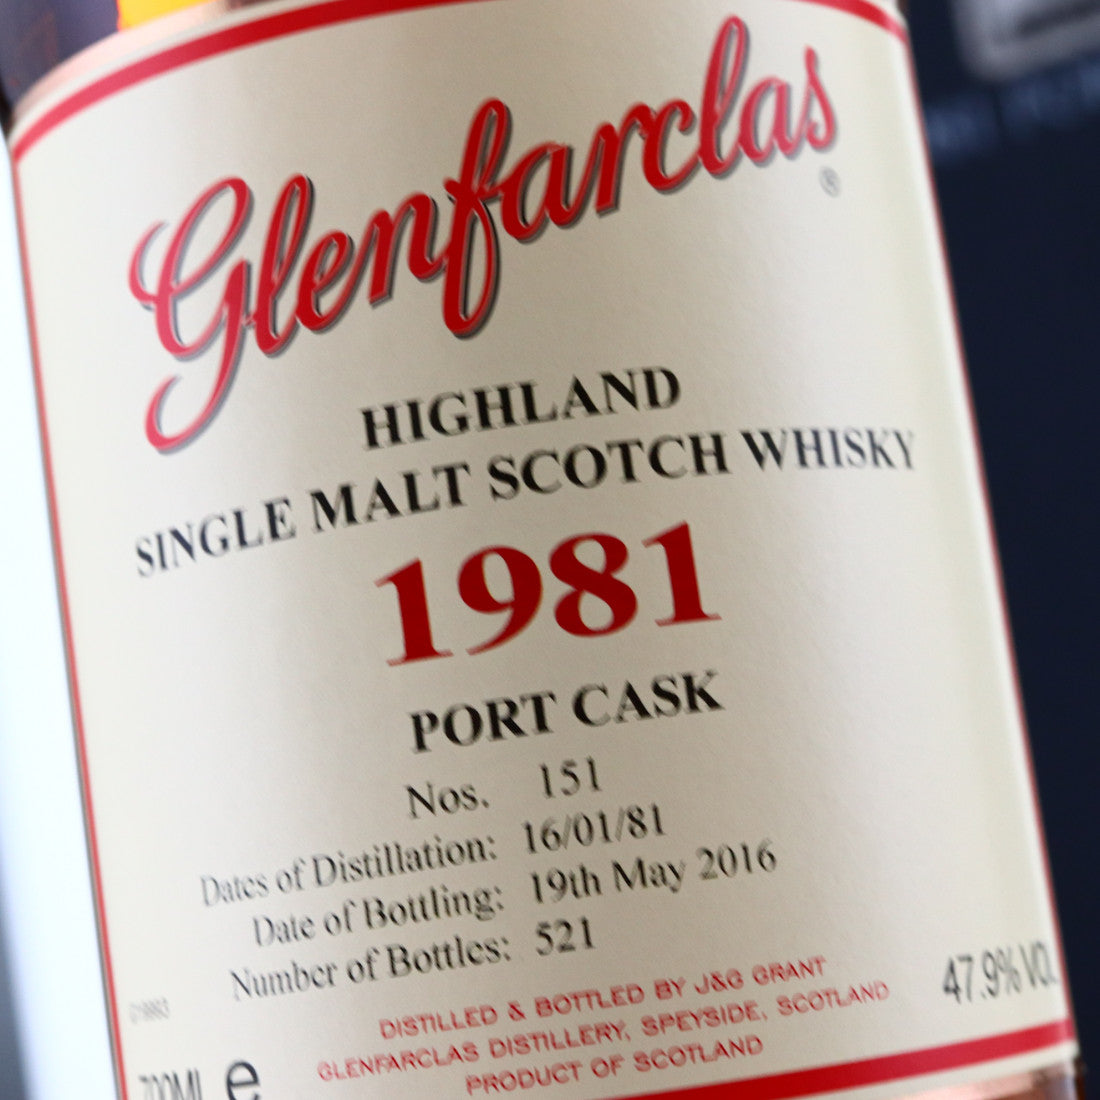 Glenfarclas
®
HIGHLAND
SINGLE MALT SCOTCH WHISKY
1981
PORT CASK
Nos. 151
Dates of Distillation: 16/01/81
Date of Bottling: 19th May 2016
Number of Bottles: 521
DISTILLED & BOTTLED BY J&G GRANT
GLENFARCLAS DISTILLERY, SPEYSIDE, SCOTLAND
PRODUCT OF SCOTLAND
47.9% VOL
700ML e